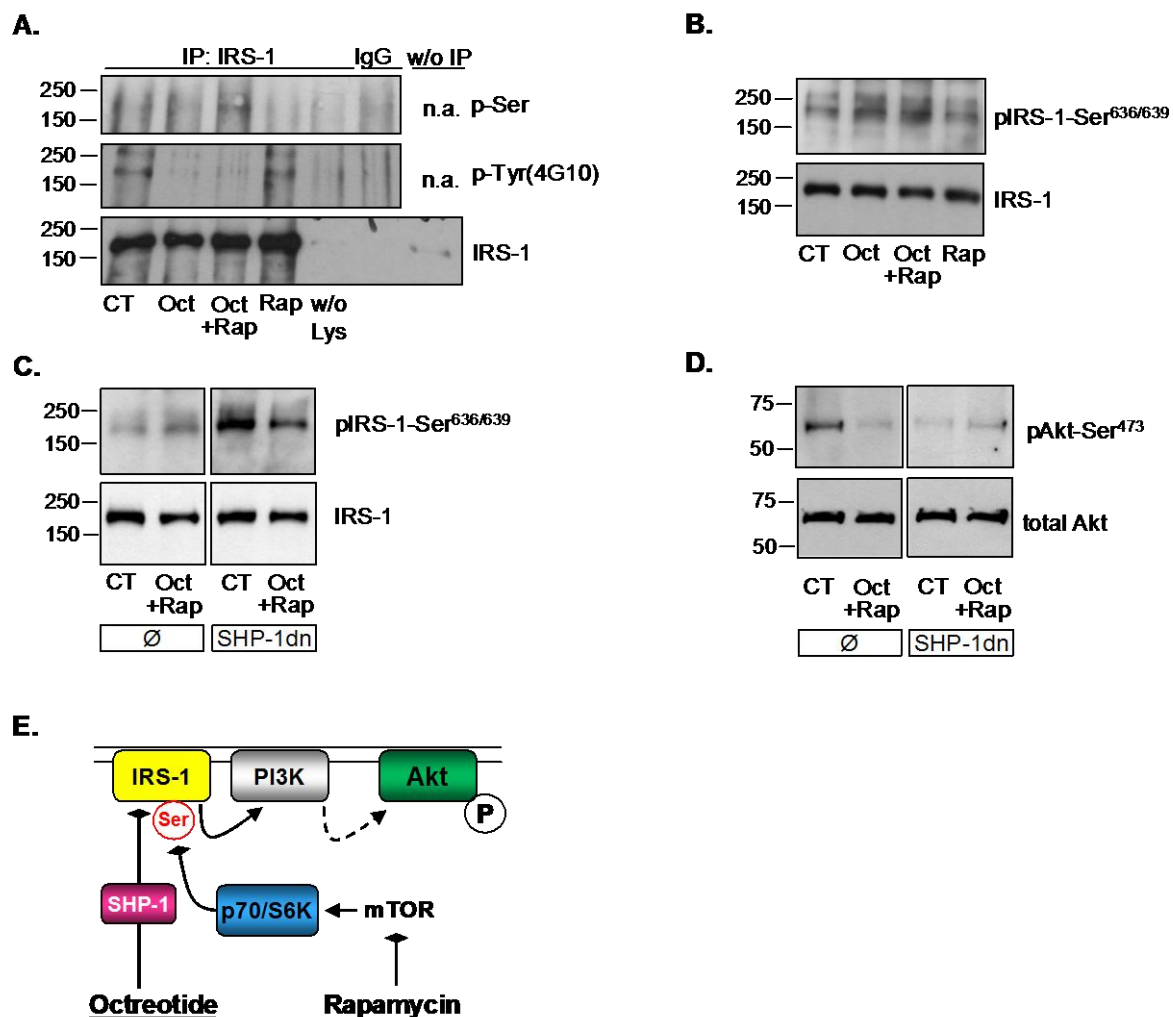 A.
IP: IRS-1 IgG w/o IP
250
150
n.a. p-Ser
250
150
n.a. p-Tyr(4G10)
250
150
IRS-1
CT Oct Oct +Rap Rap w/o Lys
B.
250
150
pIRS-1-Ser636/639
250
150
IRS-1
CT Oct Oct +Rap Rap
C.
250
150
pIRS-1-Ser636/639
250
150
IRS-1
CT Oct +Rap CT Oct +Rap
Ø SHP-1dn
D.
75
50
pAkt-Ser473
75
50
total Akt
CT Oct +Rap CT Oct +Rap
Ø SHP-1dn
E.
IRS-1 PI3K Akt
Ser P
SHP-1 p70/S6K mTOR
Octreotide Rapamycin